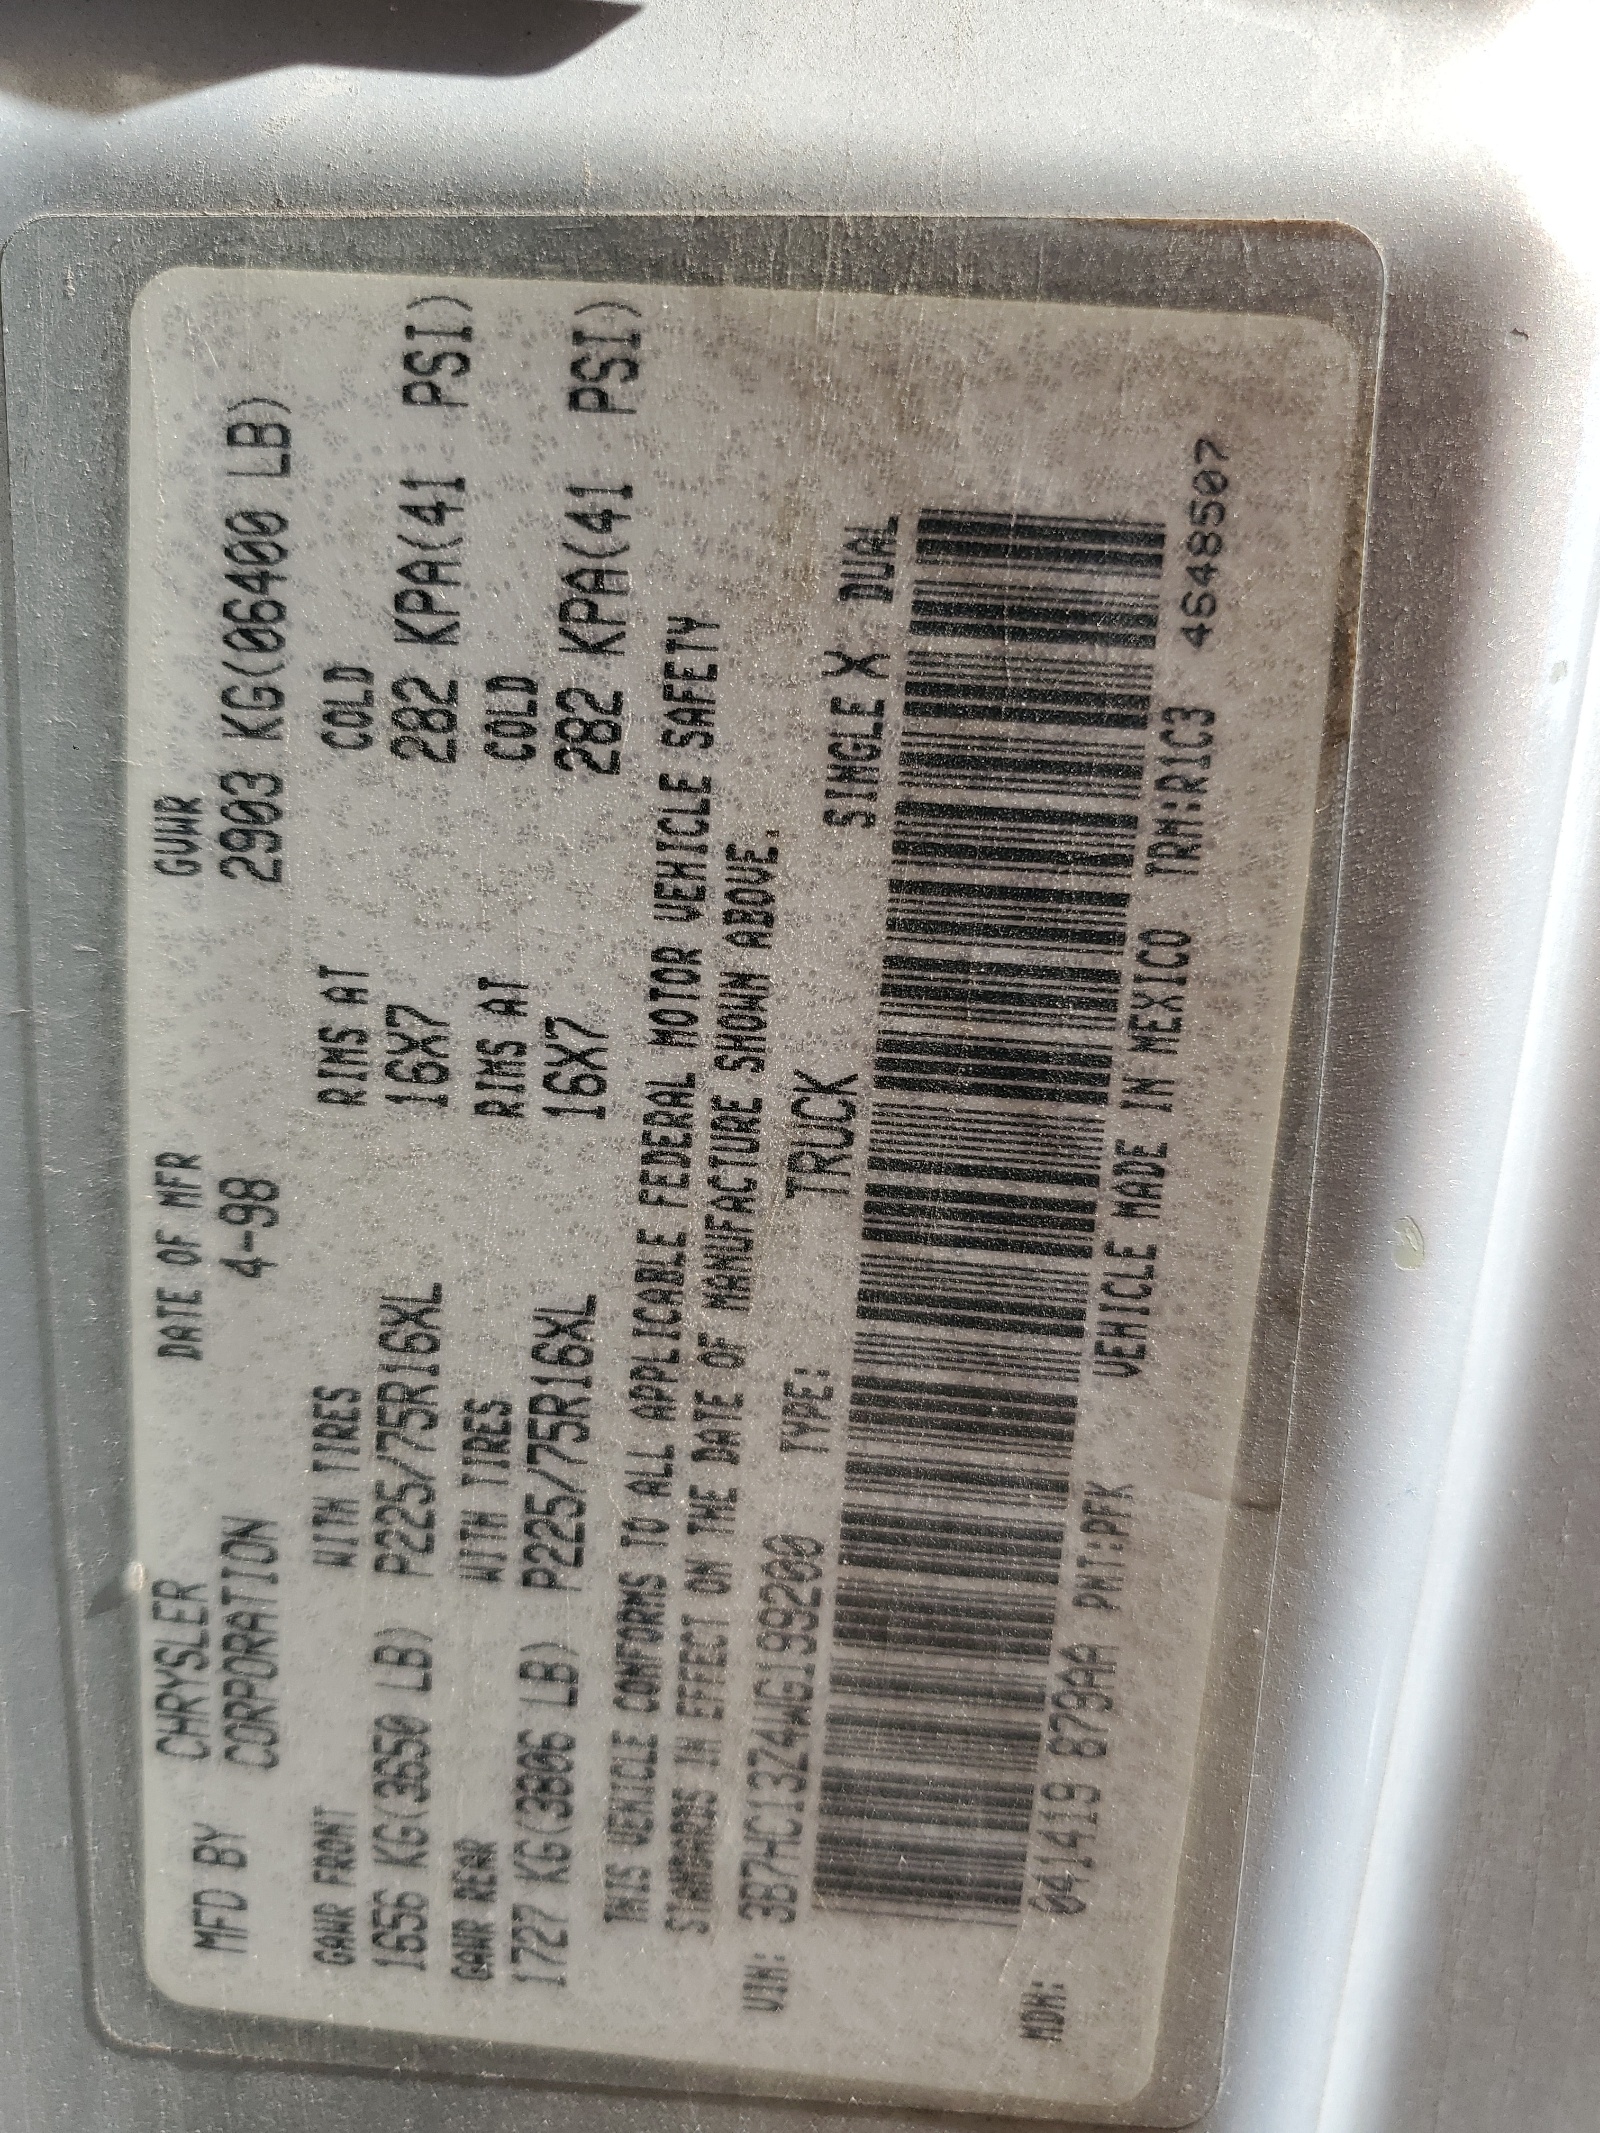 MFD BY CHRYSLER CORPORATION DATE OF MFR 4-98 GVWR 2903 KG(06400 LB)
GAWR FRONT WITH TIRES RIMS AT COLD
1656 KG(3650 LB) P225/75R16XL 16X7 282 KPA(41 PSI)
GAWR REAR WITH TIRES RIMS AT COLD
1727 KG(3806 LB) P225/75R16XL 16X7 282 KPA(41 PSI)
THIS VEHICLE CONFORMS TO ALL APPLICABLE FEDERAL MOTOR VEHICLE SAFETY
STANDARDS IN EFFECT ON THE DATE OF MANUFACTURE SHOWN ABOVE.
VIN: 3B7HC13Z4WG199200 TYPE: TRUCK SINGLE X DUAL
MDH: 041419 879AA PNT:PFK VEHICLE MADE IN MEXICO TRM:R1C3 4648507